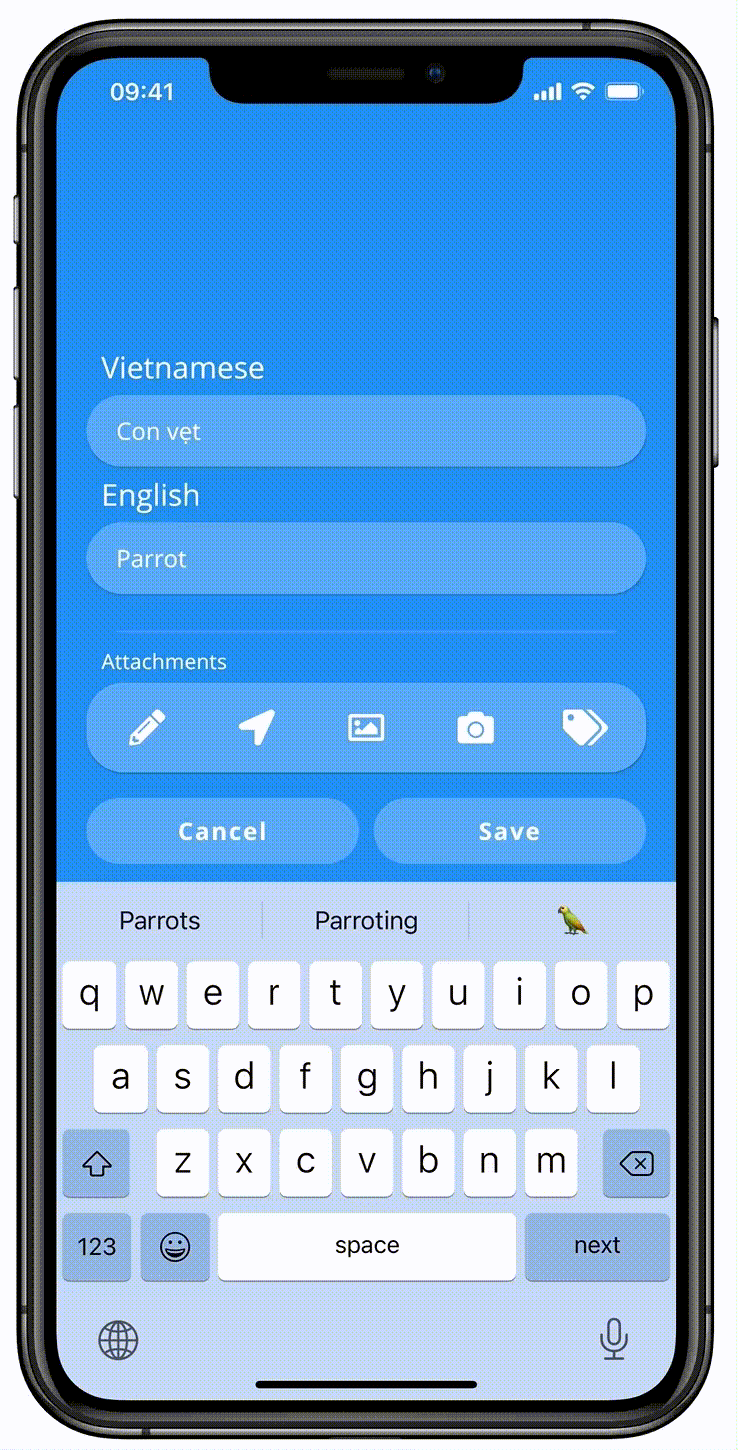 09:41
Vietnamese
Con vẹt
English
Parrot
Attachments
Cancel Save
Parrots Parroting
q w e r t y u i o p
a s d f g h j k l
z x c v b n m
123 space next